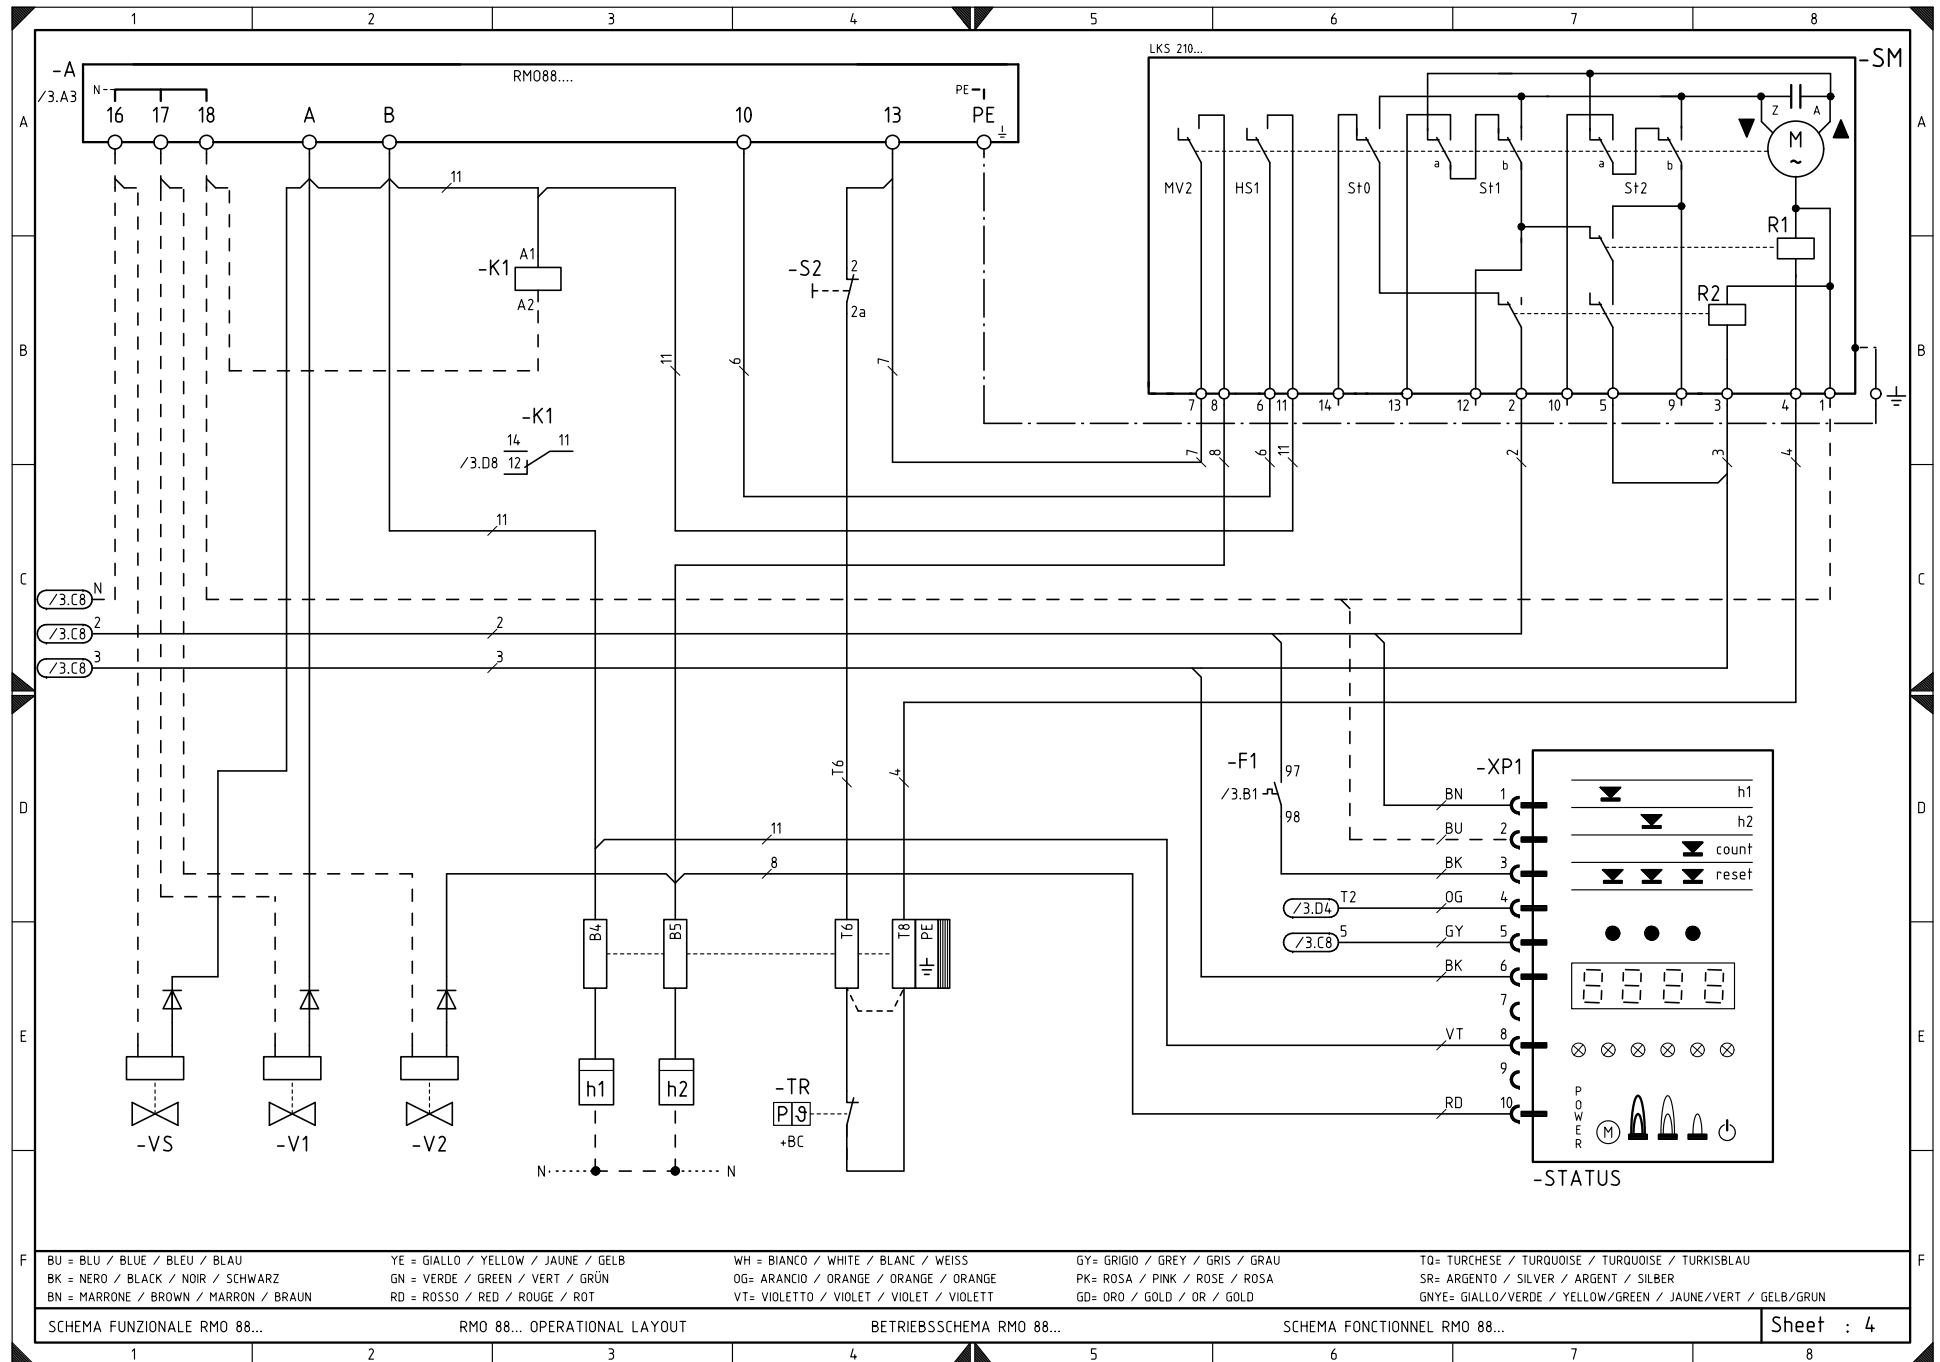 1 2 3 4 5 6 7 8
LKS 210...
-A
RMO88....
-SM
/3.A3
N
PE
Z A
16 17 18 A B 10 13 PE
A
A
M
~
a b a b
11
MV2 HS1 St0 St1 St2
R1
A1
-K1
-S2
2
A2
2a
R2
B
B
11
6
7
7 8 6 11 14 13 12 2 10 5 9 3 4 1
-K1
14 11
/3.D8 12
7 8 6 11 2 3 4
11
C
C
/3.C8 N
/3.C8 2
2
/3.C8 3
3
T6
4
-F1
97
/3.B1
98
-XP1
D
D
BN 1
h1
BU 2
h2
11
count
BK 3
reset
8
/3.D4 T2
OG 4
/3.C8 5
GY 5
B4 B5 T6 T8 PE
BK 6
7
E
E
VT 8
9
h1 h2
-TR
P ϑ
+BC
RD 10
POWER
M
-VS -V1 -V2
N N
-STATUS
F
F
BU = BLU / BLUE / BLEU / BLAU
YE = GIALLO / YELLOW / JAUNE / GELB
WH = BIANCO / WHITE / BLANC / WEISS
GY= GRIGIO / GREY / GRIS / GRAU
TQ= TURCHESE / TURQUOISE / TURQUOISE / TURKISBLAU
BK = NERO / BLACK / NOIR / SCHWARZ
GN = VERDE / GREEN / VERT / GRÜN
OG= ARANCIO / ORANGE / ORANGE / ORANGE
PK= ROSA / PINK / ROSE / ROSA
SR= ARGENTO / SILVER / ARGENT / SILBER
BN = MARRONE / BROWN / MARRON / BRAUN
RD = ROSSO / RED / ROUGE / ROT
VT= VIOLETTO / VIOLET / VIOLET / VIOLETT
GD= ORO / GOLD / OR / GOLD
GNYE= GIALLO/VERDE / YELLOW/GREEN / JAUNE/VERT / GELB/GRUN
SCHEMA FUNZIONALE RMO 88...
RMO 88... OPERATIONAL LAYOUT
BETRIEBSSCHEMA RMO 88...
SCHEMA FONCTIONNEL RMO 88...
Sheet : 4
1 2 3 4 5 6 7 8